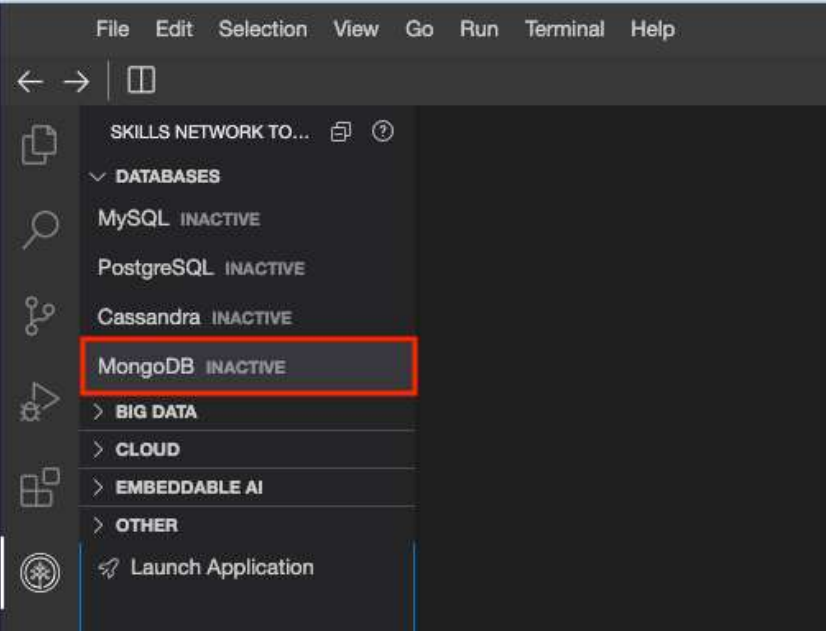 File Edit Selection View Go Run Terminal Help
SKILLS NETWORK TO...
DATABASES
MySQL INACTIVE
PostgreSQL INACTIVE
Cassandra INACTIVE
MongoDB INACTIVE
BIG DATA
CLOUD
EMBEDDABLE AI
OTHER
Launch Application